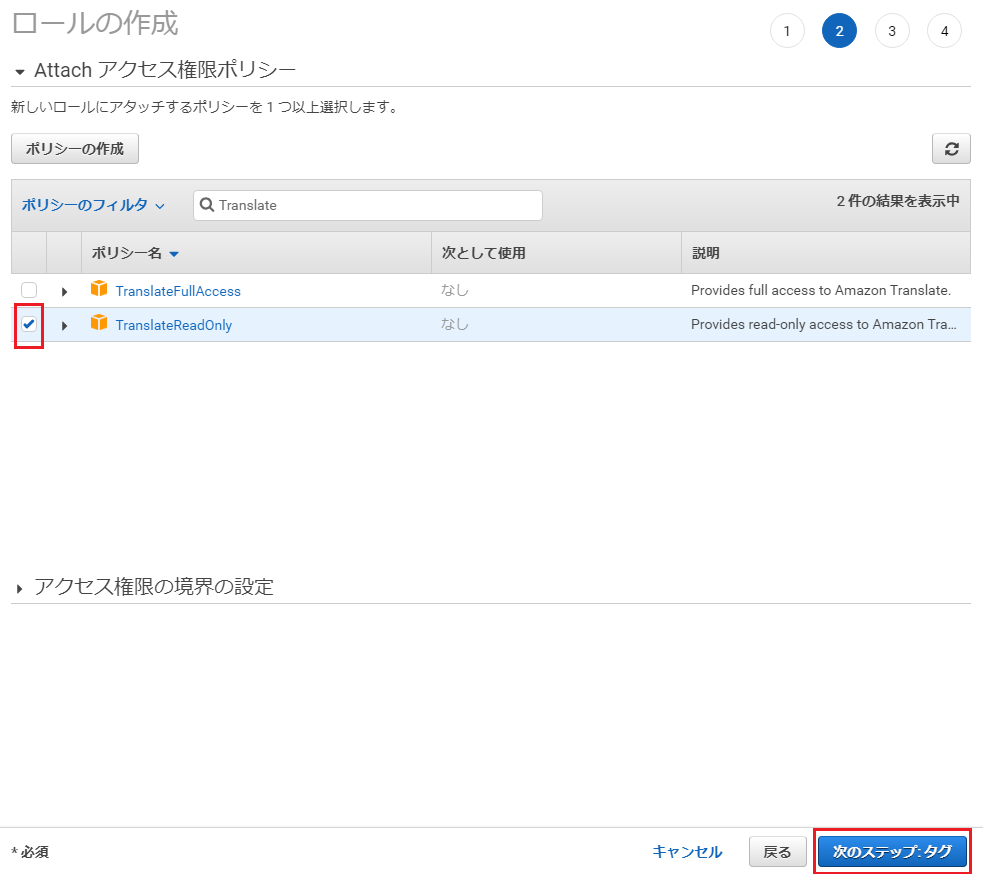 ロールの作成
1
2
3
4
Attach アクセス権限ポリシー
新しいロールにアタッチするポリシーを 1 つ以上選択します。
ポリシーの作成
ポリシーのフィルタ
Translate
2 件の結果を表示中
ポリシー名
次として使用
説明
TranslateFullAccess
なし
Provides full access to Amazon Translate.
TranslateReadOnly
なし
Provides read-only access to Amazon Tra...
アクセス権限の境界の設定
* 必須
キャンセル
戻る
次のステップ: タグ